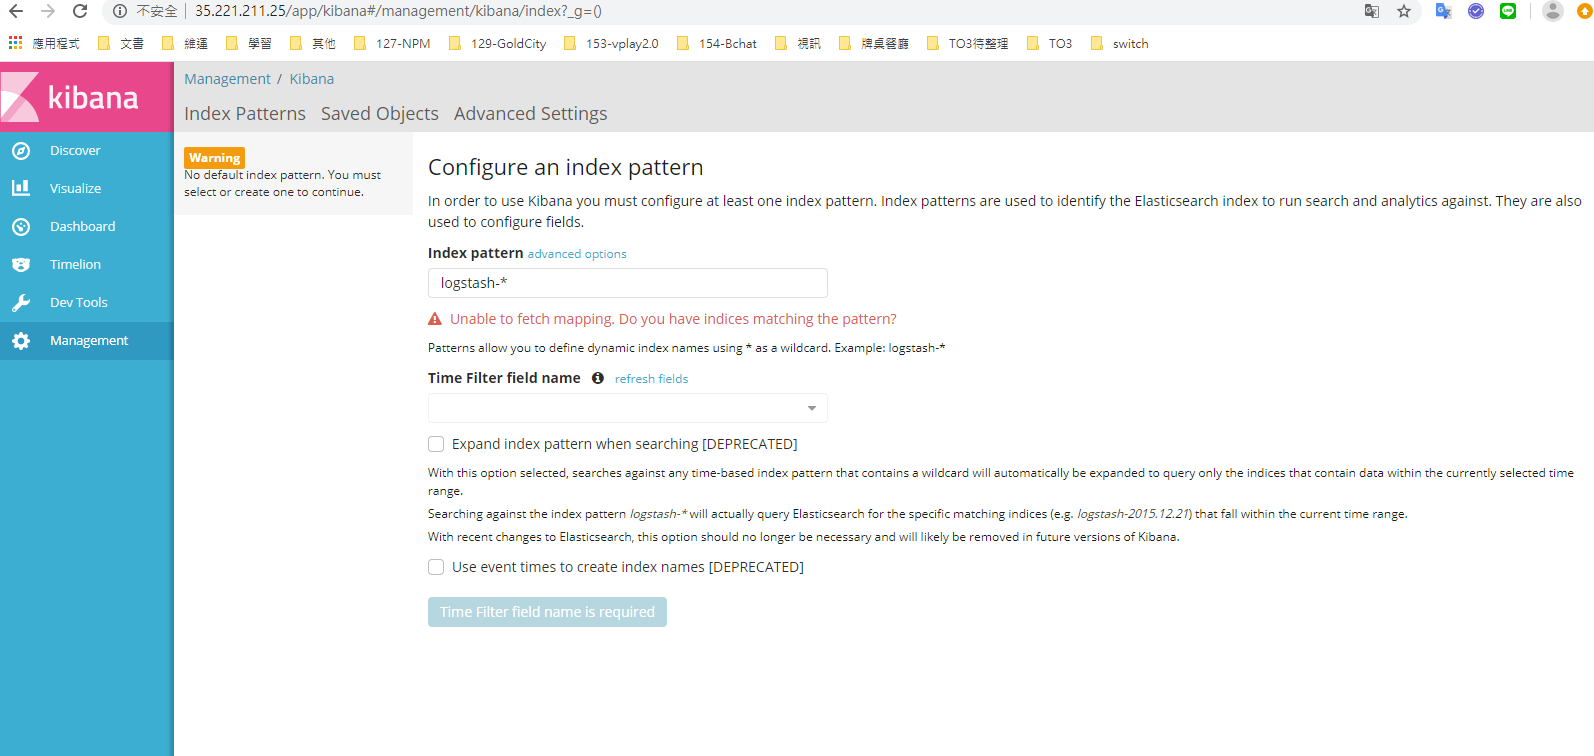 不安全 35.221.211.25/app/kibana#/management/kibana/index?_g=()
應用程式 文書 維運 學習 其他 127-NPM 129-GoldCity 153-vplay2.0 154-Bchat 視訊 牌桌餐廳 TO3待整理 TO3 switch
kibana
Discover
Visualize
Dashboard
Timelion
Dev Tools
Management
Management / Kibana
Index Patterns Saved Objects Advanced Settings
Warning
No default index pattern. You must
select or create one to continue.
Configure an index pattern
In order to use Kibana you must configure at least one index pattern. Index patterns are used to identify the Elasticsearch index to run search and analytics against. They are also
used to configure fields.
Index pattern advanced options
logstash-*
Unable to fetch mapping. Do you have indices matching the pattern?
Patterns allow you to define dynamic index names using * as a wildcard. Example: logstash-*
Time Filter field name refresh fields
Expand index pattern when searching [DEPRECATED]
With this option selected, searches against any time-based index pattern that contains a wildcard will automatically be expanded to query only the indices that contain data within the currently selected time
range.
Searching against the index pattern logstash-* will actually query Elasticsearch for the specific matching indices (e.g. logstash-2015.12.21) that fall within the current time range.
With recent changes to Elasticsearch, this option should no longer be necessary and will likely be removed in future versions of Kibana.
Use event times to create index names [DEPRECATED]
Time Filter field name is required